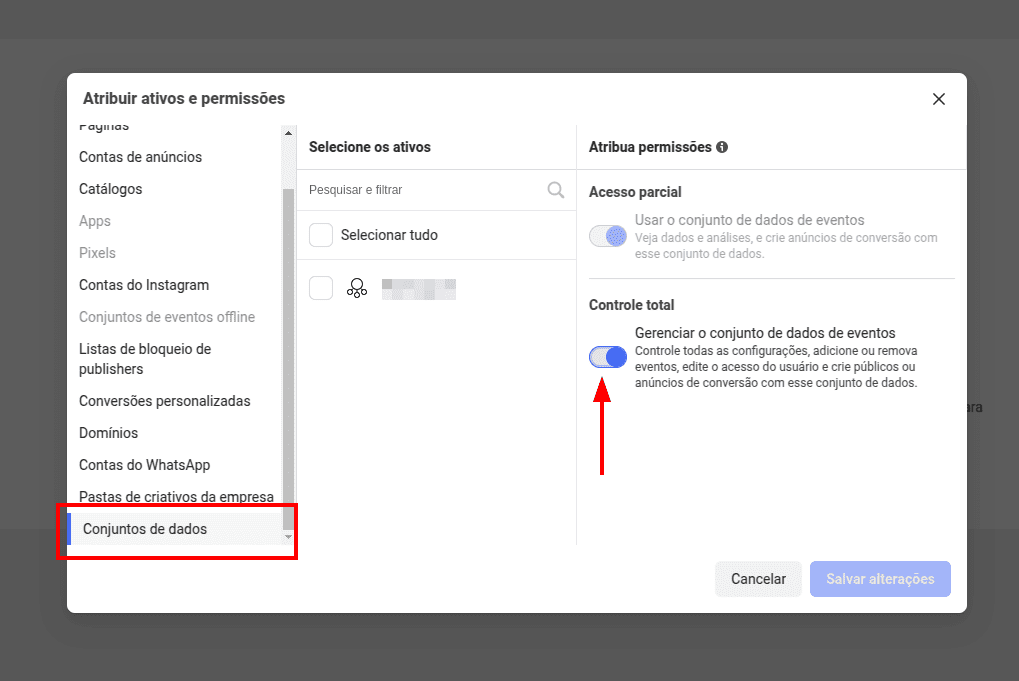 Atribuir ativos e permissões
Páginas
Contas de anúncios
Catálogos
Apps
Pixels
Contas do Instagram
Conjuntos de eventos offline
Listas de bloqueio de
publishers
Conversões personalizadas
Domínios
Contas do WhatsApp
Pastas de criativos da empresa
Conjuntos de dados
Selecione os ativos
Pesquisar e filtrar
Selecionar tudo
Atribua permissões
Acesso parcial
Usar o conjunto de dados de eventos
Veja dados e análises, e crie anúncios de conversão com
esse conjunto de dados.
Controle total
Gerenciar o conjunto de dados de eventos
Controle todas as configurações, adicione ou remova
eventos, edite o acesso do usuário e crie públicos ou
anúncios de conversão com esse conjunto de dados.
Cancelar
Salvar alterações